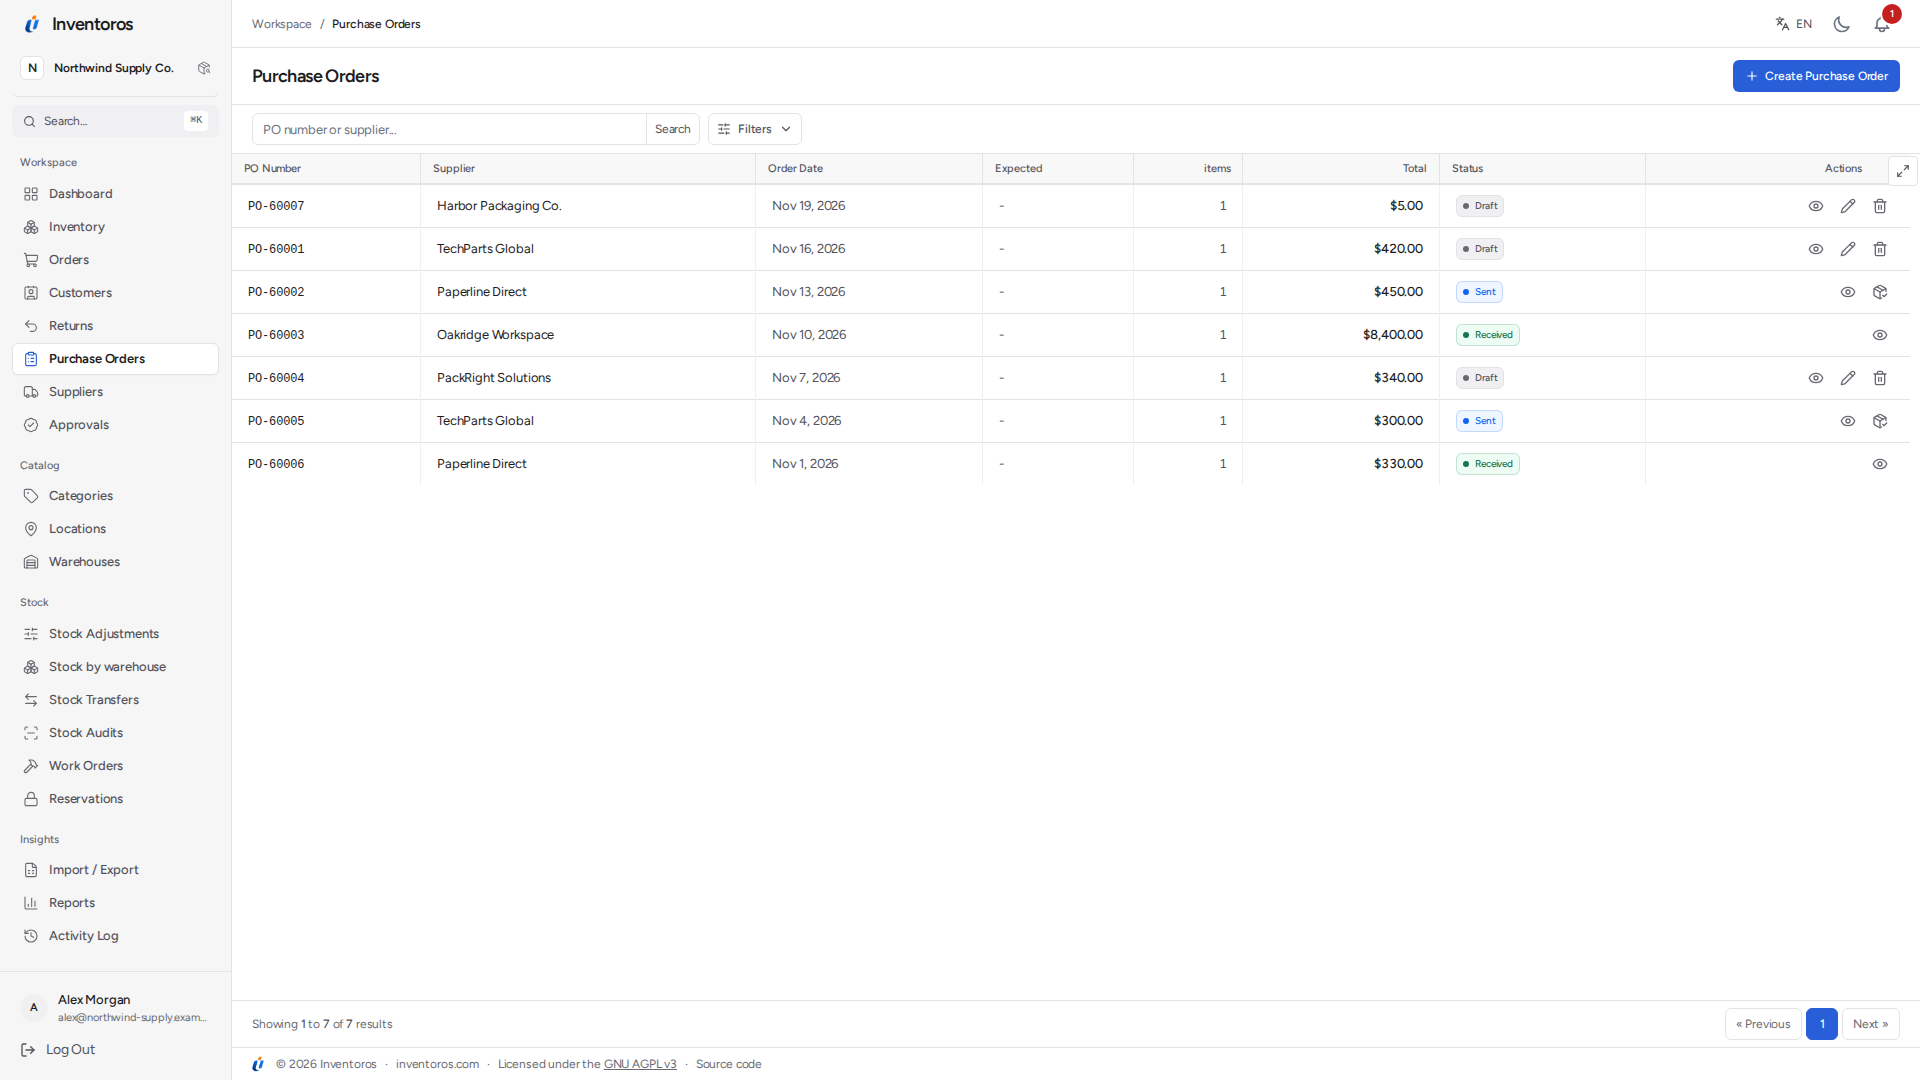 Inventoros
N Northwind Supply Co.
Search... ⌘K
Workspace
Dashboard
Inventory
Orders
Customers
Returns
Purchase Orders
Suppliers
Approvals
Catalog
Categories
Locations
Warehouses
Stock
Stock Adjustments
Stock by warehouse
Stock Transfers
Stock Audits
Work Orders
Reservations
Insights
Import / Export
Reports
Activity Log
A Alex Morgan
alex@northwind-supply.exam...
Log Out
Workspace / Purchase Orders
EN 1
Purchase Orders
Create Purchase Order
PO number or supplier... Search Filters
PO Number Supplier Order Date Expected items Total Status Actions
PO-60007 Harbor Packaging Co. Nov 19, 2026 - 1 $5.00 Draft
PO-60001 TechParts Global Nov 16, 2026 - 1 $420.00 Draft
PO-60002 Paperline Direct Nov 13, 2026 - 1 $450.00 Sent
PO-60003 Oakridge Workspace Nov 10, 2026 - 1 $8,400.00 Received
PO-60004 PackRight Solutions Nov 7, 2026 - 1 $340.00 Draft
PO-60005 TechParts Global Nov 4, 2026 - 1 $300.00 Sent
PO-60006 Paperline Direct Nov 1, 2026 - 1 $330.00 Received
Showing 1 to 7 of 7 results
« Previous 1 Next »
© 2026 Inventoros · inventoros.com · Licensed under the GNU AGPL v3 · Source code